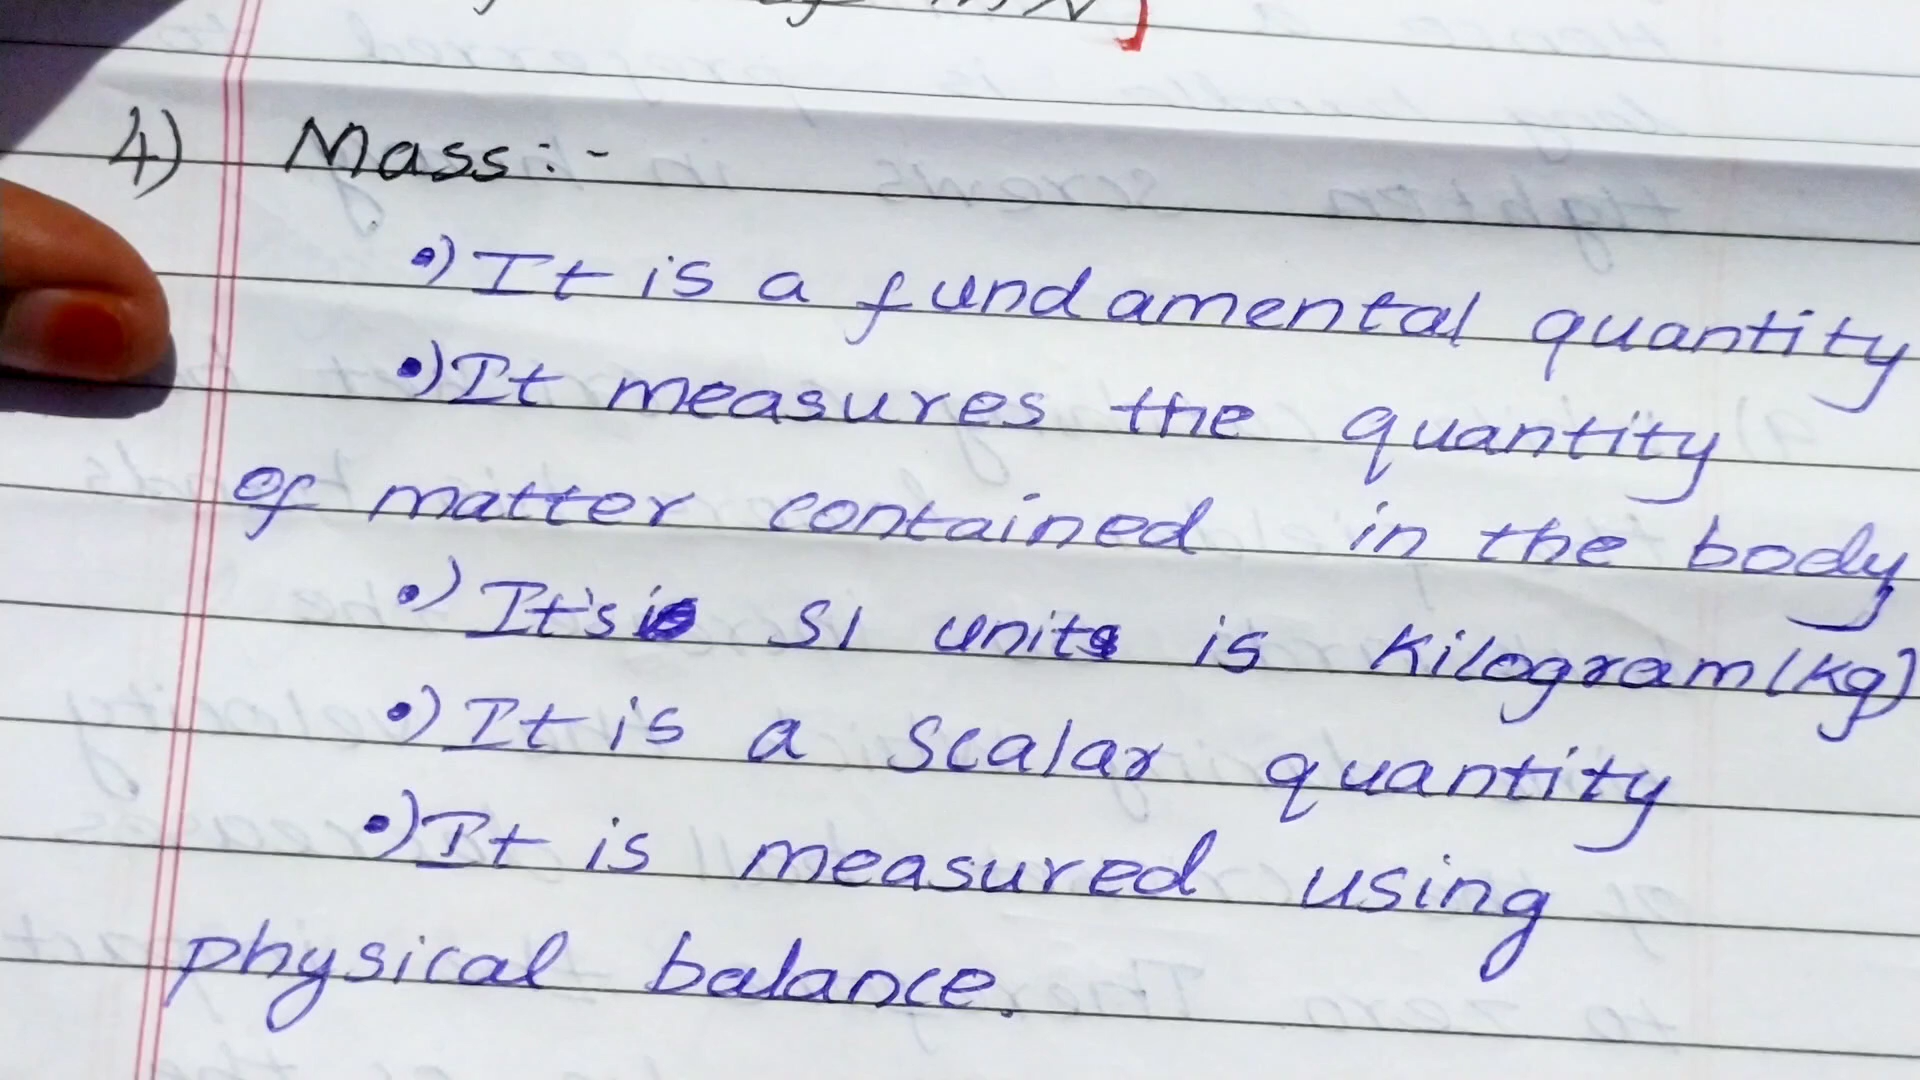 4) Mass:-
•) It is a fundamental quantity
•) It measures the quantity
of matter contained in the body
•) It's SI unit is Kilogram (kg)
•) It is a scalar quantity
•) It is measured using
physical balance.